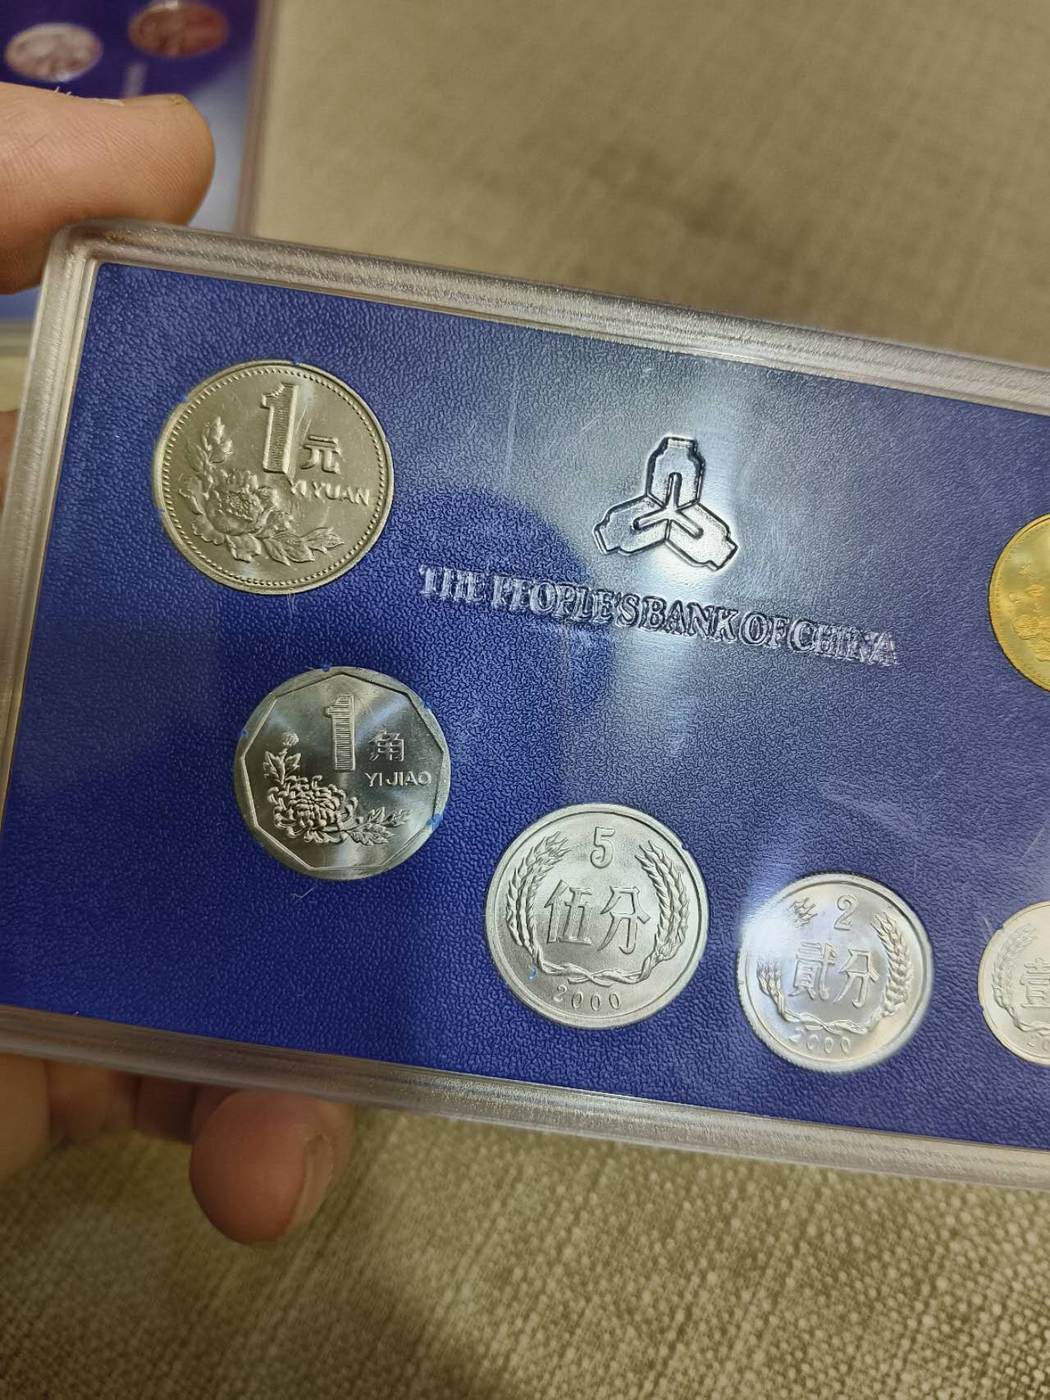 1元
YI YUAN
THE PEOPLE'S BANK OF CHINA
1角
YI JIAO
5
伍分
2000
2
贰分
2000